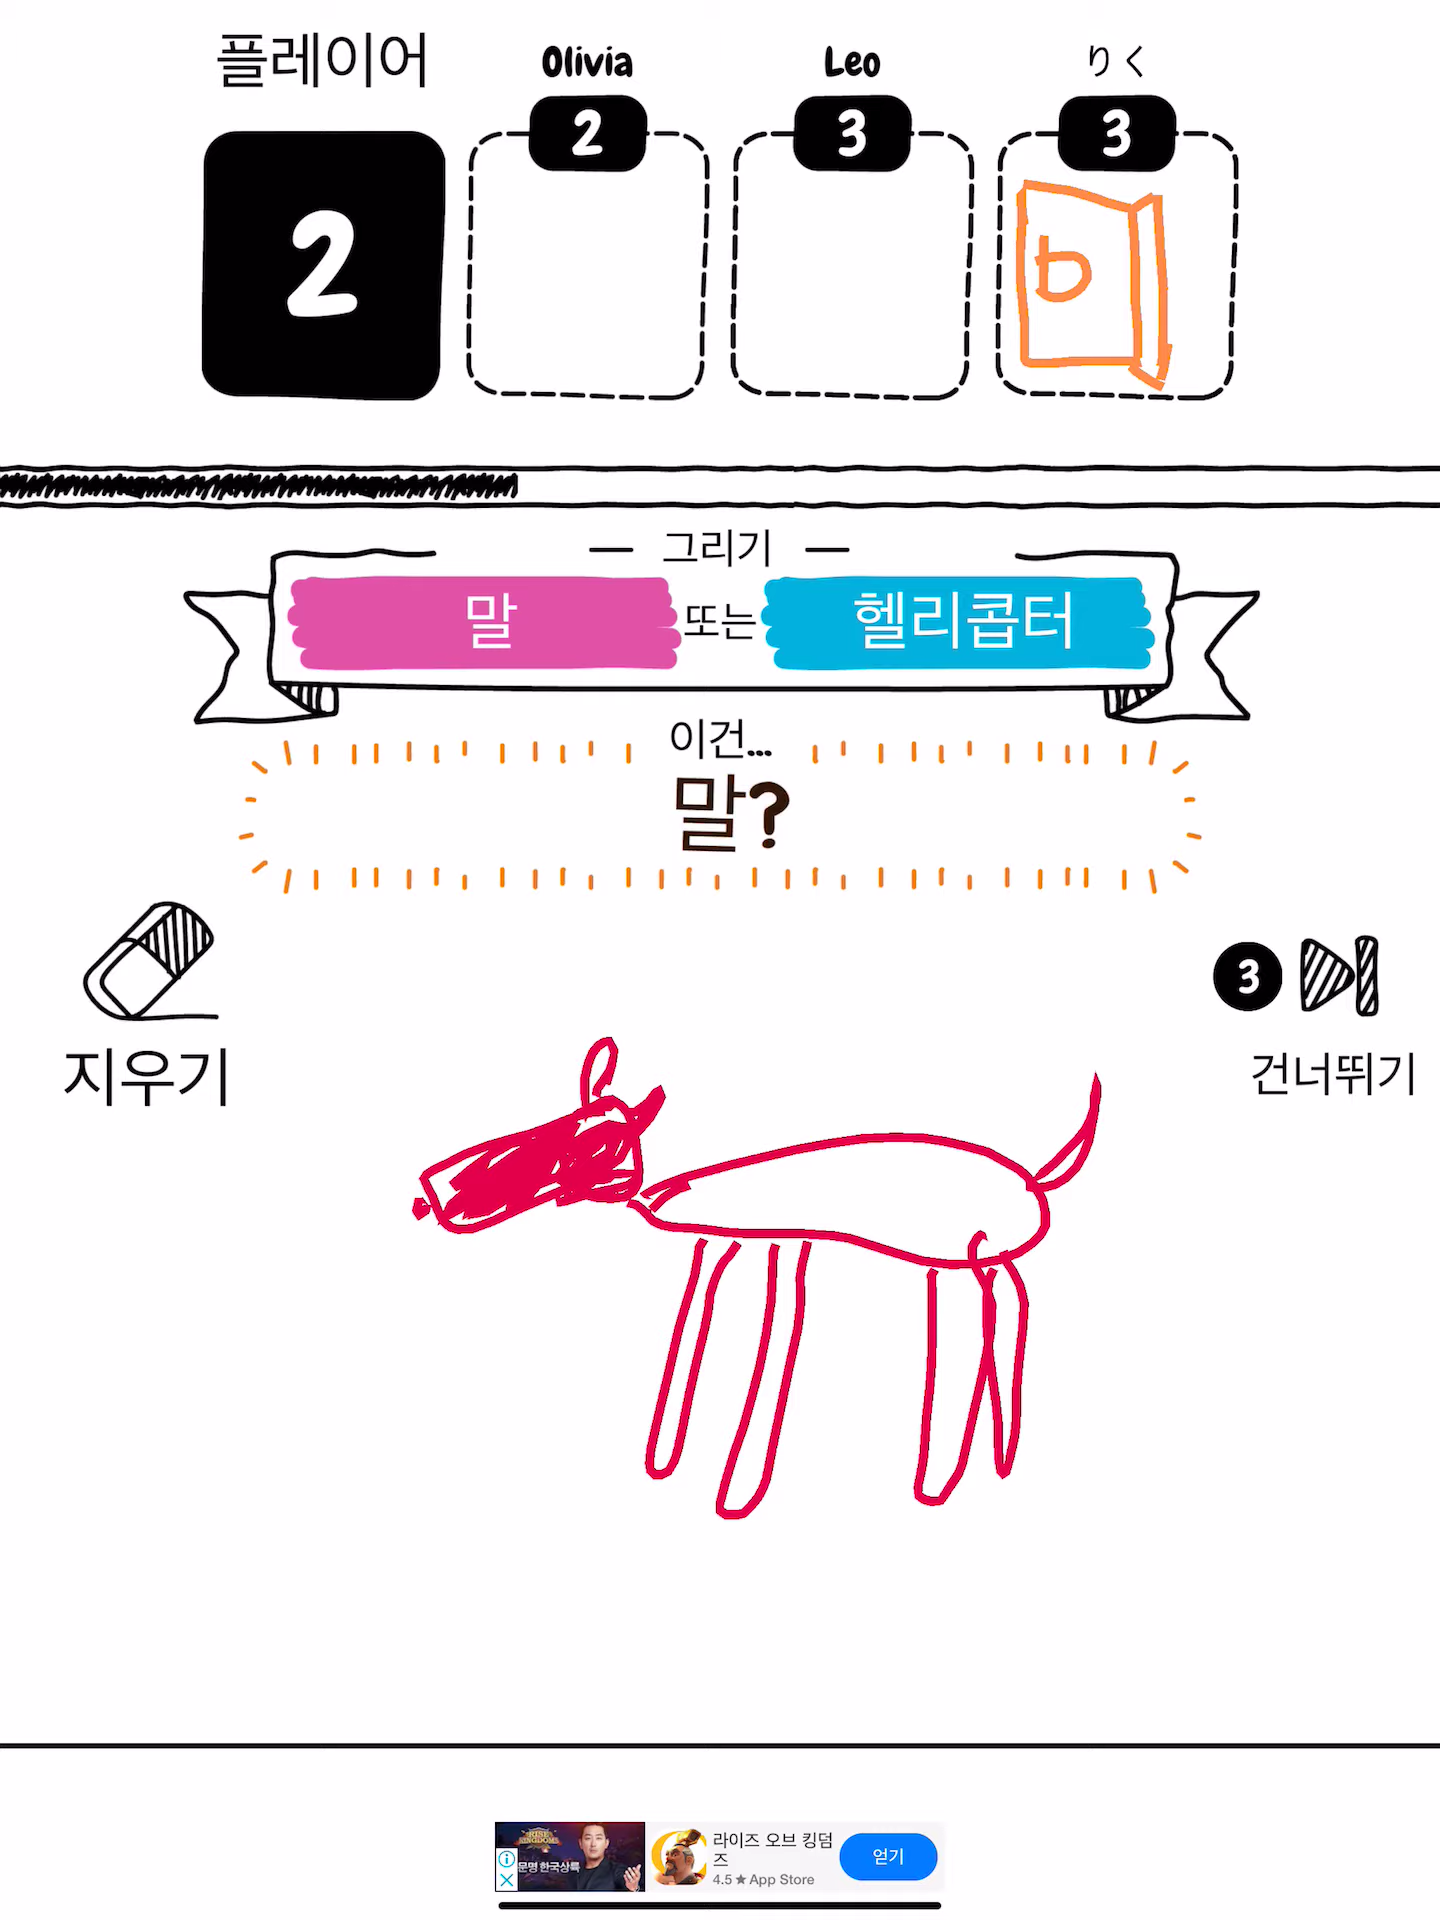 플레이어
Olivia
Leo
りく
2
2
3
3
그리기
말 또는 헬리콥터
이건...
말?
지우기
3
건너뛰기
RISE
KINGDOMS
문명 한국상륙
라이즈 오브 킹덤
즈
4.5 ★ App Store
얻기